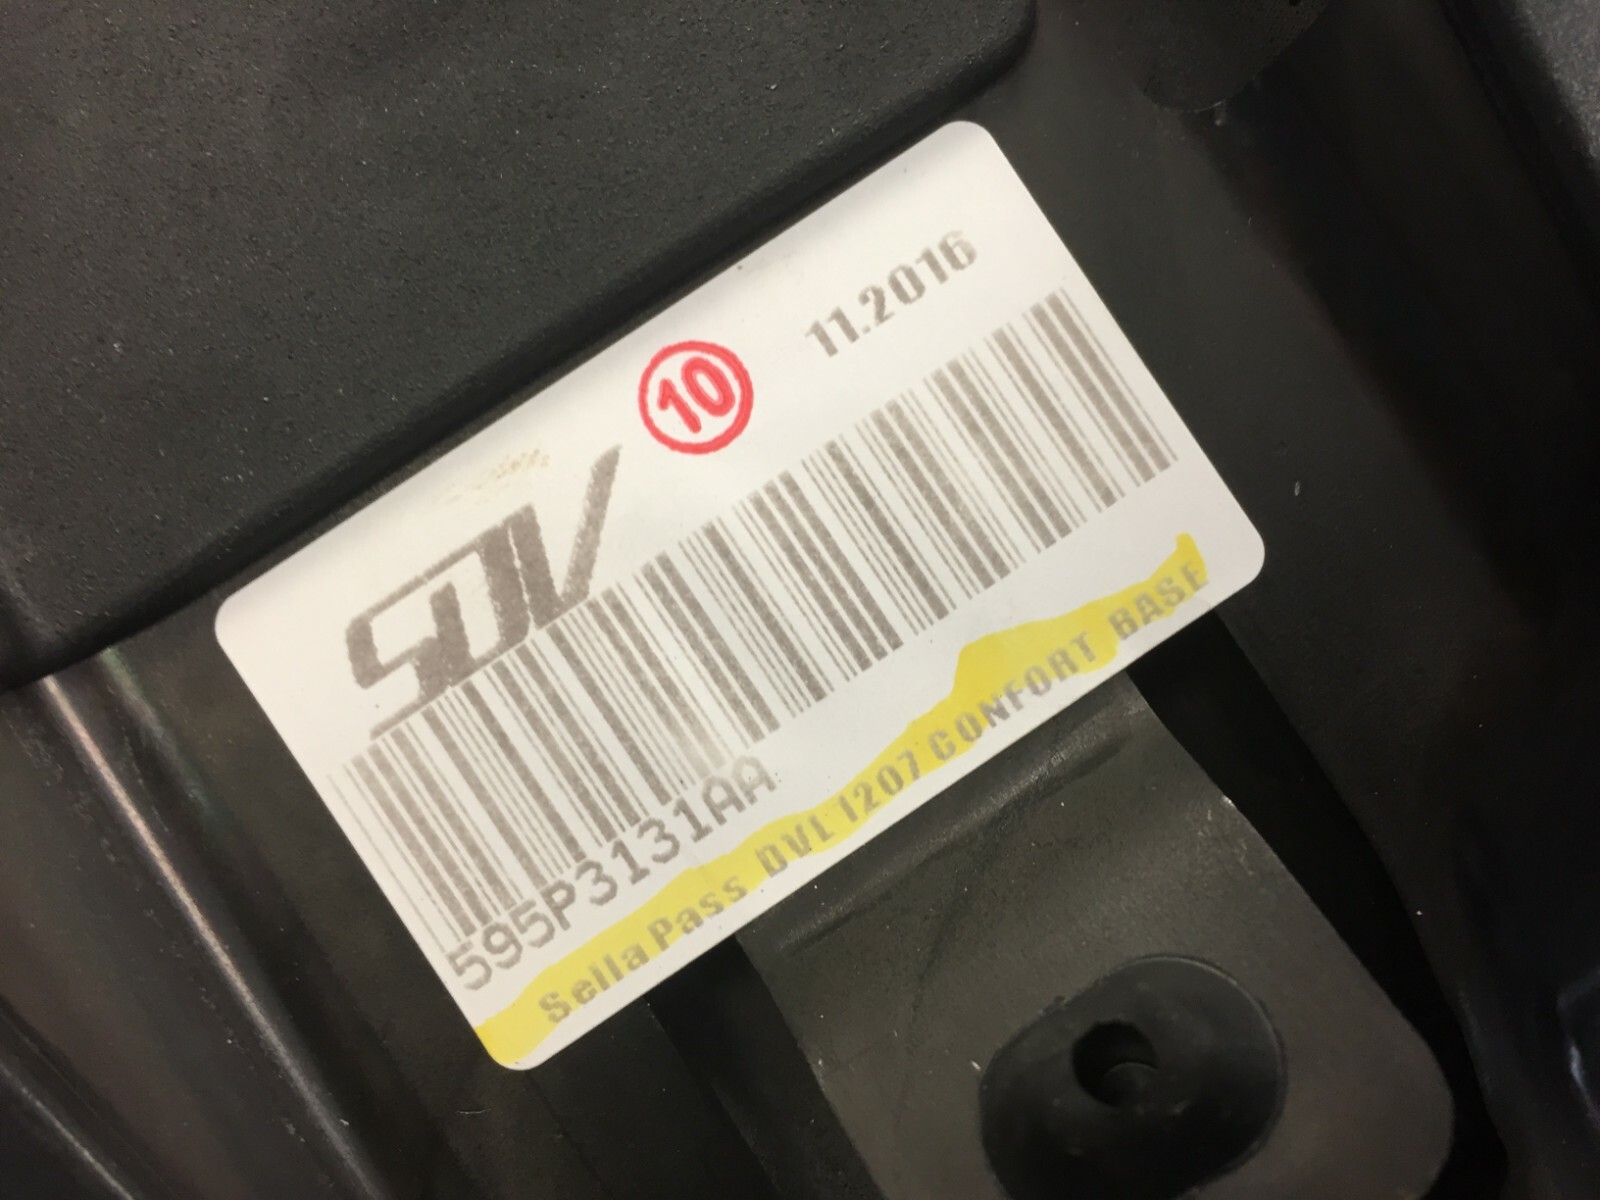 11.2016
10
SDV
595P3131AA
Sella Pass DVL 1207 CONFORT BASE